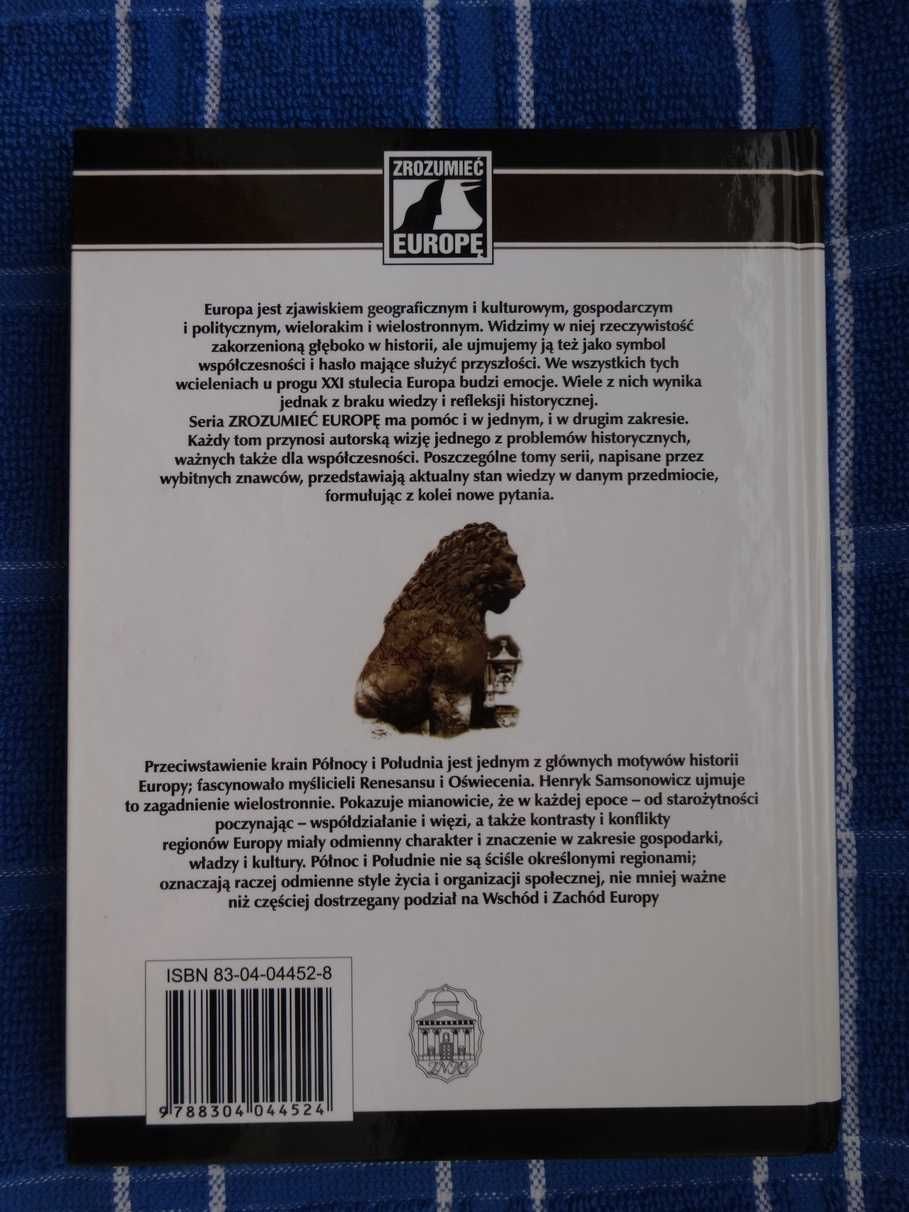 ZROZUMIEĆ
EUROPĘ
Europa jest zjawiskiem geograficznym i kulturowym, gospodarczym
i politycznym, wielorakim i wielostronnym. Widzimy w niej rzeczywistość
zakorzenioną głęboko w historii, ale ujmujemy ją też jako symbol
współczesności i hasło mające służyć przyszłości. We wszystkich tych
wcieleniach u progu XXI stulecia Europa budzi emocje. Wiele z nich wynika
jednak z braku wiedzy i refleksji historycznej.
Seria ZROZUMIEĆ EUROPĘ ma pomóc i w jednym, i w drugim zakresie.
Każdy tom przynosi autorską wizję jednego z problemów historycznych,
ważnych także dla współczesności. Poszczególne tomy serii, napisane przez
wybitnych znawców, przedstawiają aktualny stan wiedzy w danym przedmiocie,
formułując z kolei nowe pytania.
Przeciwstawienie krain Północy i Południa jest jednym z głównych motywów historii
Europy; fascynowało myślicieli Renesansu i Oświecenia. Henryk Samsonowicz ujmuje
to zagadnienie wielostronnie. Pokazuje mianowicie, że w każdej epoce – od starożytności
poczynając – współdziałanie i więzi, a także kontrasty i konflikty
regionów Europy miały odmienny charakter i znaczenie w zakresie gospodarki,
władzy i kultury. Północ i Południe nie są ściśle określonymi regionami;
oznaczają raczej odmienne style życia i organizacji społecznej, nie mniej ważne
niż częściej dostrzegany podział na Wschód i Zachód Europy
ISBN 83-04-04452-8
9 788304 044524
ZNiO